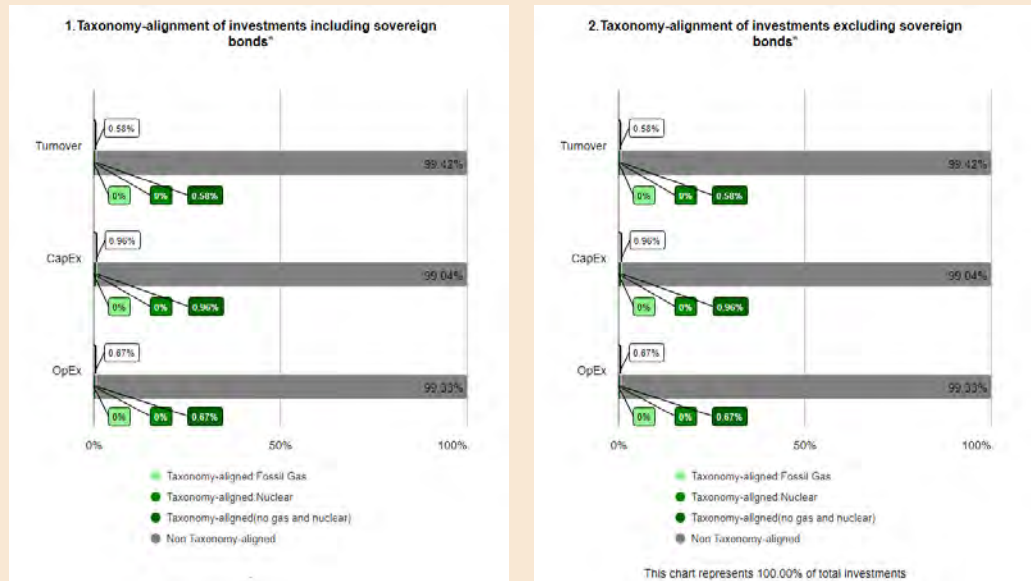 1.Taxonomy-alignment of investments including sovereign
bonds*
0.58%
Turnover
99.42%
0%
0%
0.58%
0.96%
CapEx
99.04%
0%
0%
0.96%
0.67%
OpEx
99.33%
0%
0%
0.67%
0%
50%
100%
Taxonomy-aligned:Fossil Gas
Taxonomy-aligned:Nuclear
Taxonomy-aligned(no gas and nuclear)
Non Taxonomy-aligned
2.Taxonomy-alignment of investments excluding sovereign
bonds*
0.58%
Turnover
99.42%
0%
0%
0.58%
0.96%
CapEx
99.04%
0%
0%
0.96%
0.67%
OpEx
99.33%
0%
0%
0.67%
0%
50%
100%
Taxonomy-aligned:Fossil Gas
Taxonomy-aligned:Nuclear
Taxonomy-aligned(no gas and nuclear)
Non Taxonomy-aligned
This chart represents 100.00% of total investments